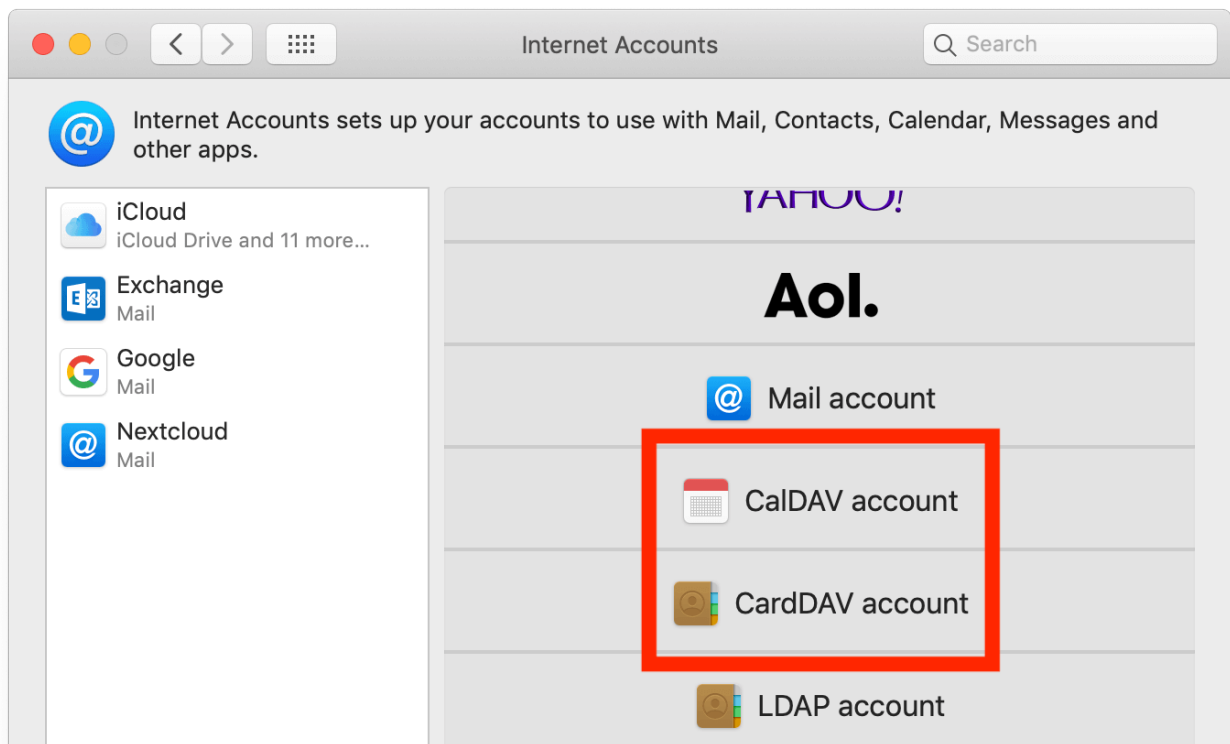 Internet Accounts
Search
Internet Accounts sets up your accounts to use with Mail, Contacts, Calendar, Messages and
other apps.
iCloud
iCloud Drive and 11 more...
Exchange
Mail
Google
Mail
Nextcloud
Mail
YAHOO!
Aol.
Mail account
CalDAV account
CardDAV account
LDAP account